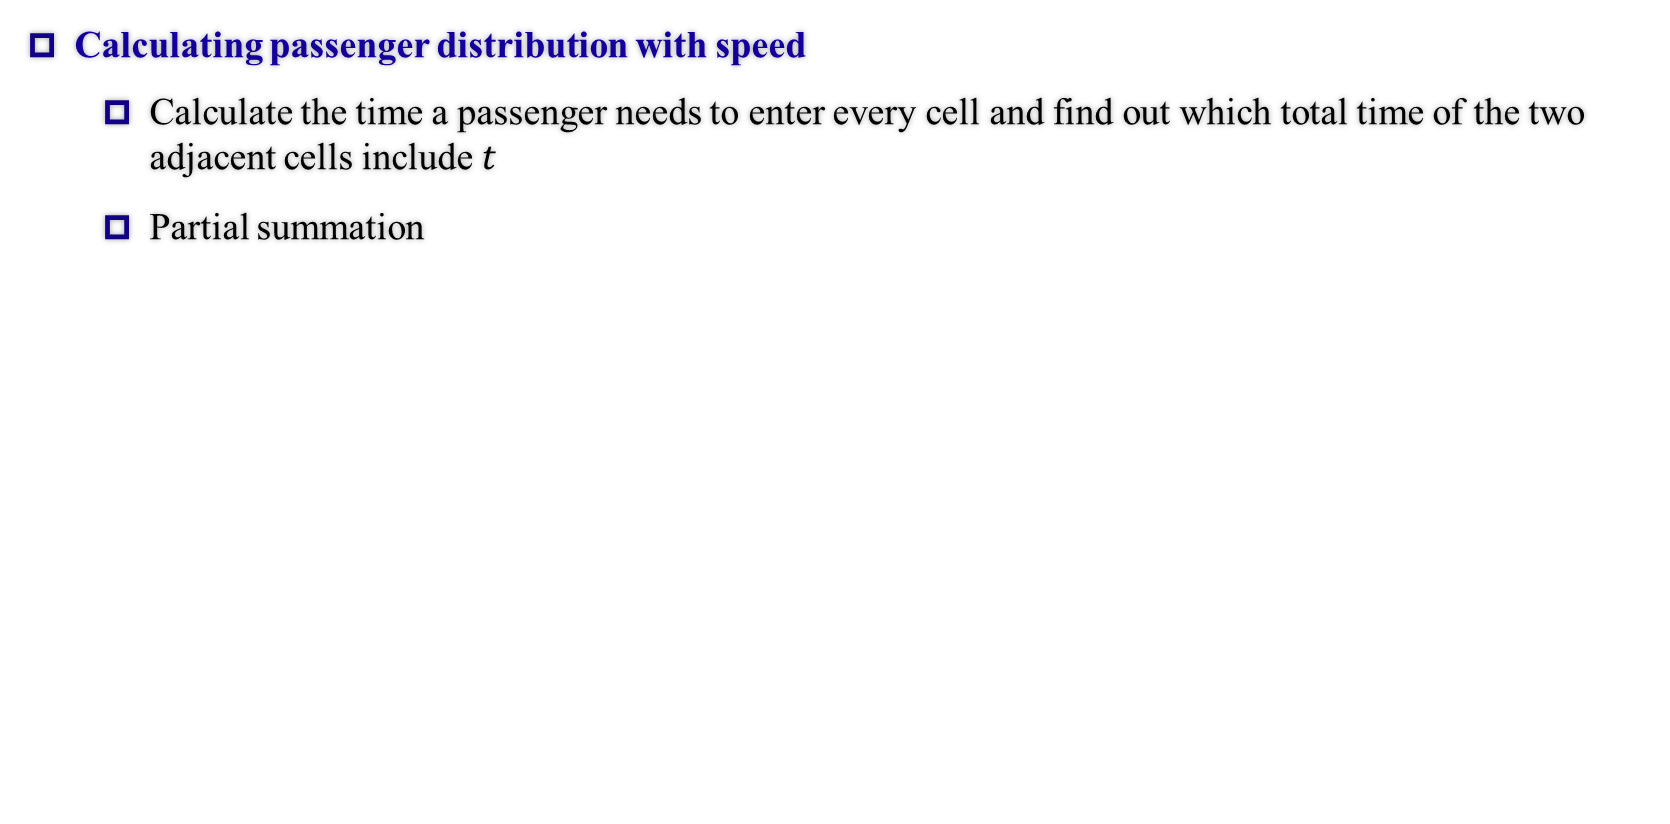 Calculating passenger distribution with speed
Calculate the time a passenger needs to enter every cell and find out which total time of the two
adjacent cells include t
Partial summation